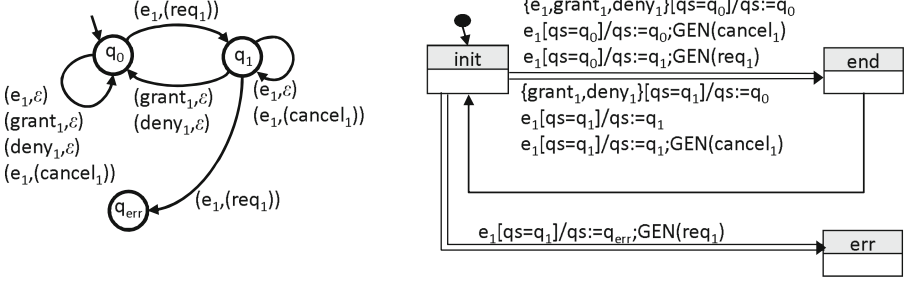 (e₁,(req₁))
q₀
q₁
(e₁,ε)
(grant₁,ε)
(deny₁,ε)
(e₁,(cancel₁))
(grant₁,ε)
(deny₁,ε)
(e₁,ε)
(e₁,(cancel₁))
(e₁,(req₁))
qerr
{e₁,grant₁,deny₁}[qs=q₀]/qs:=q₀
e₁[qs=q₀]/qs:=q₀;GEN(cancel₁)
e₁[qs=q₀]/qs:=q₁;GEN(req₁)
init
end
{grant₁,deny₁}[qs=q₁]/qs:=q₀
e₁[qs=q₁]/qs:=q₁
e₁[qs=q₁]/qs:=q₁;GEN(cancel₁)
e₁[qs=q₁]/qs:=qerr;GEN(req₁)
err